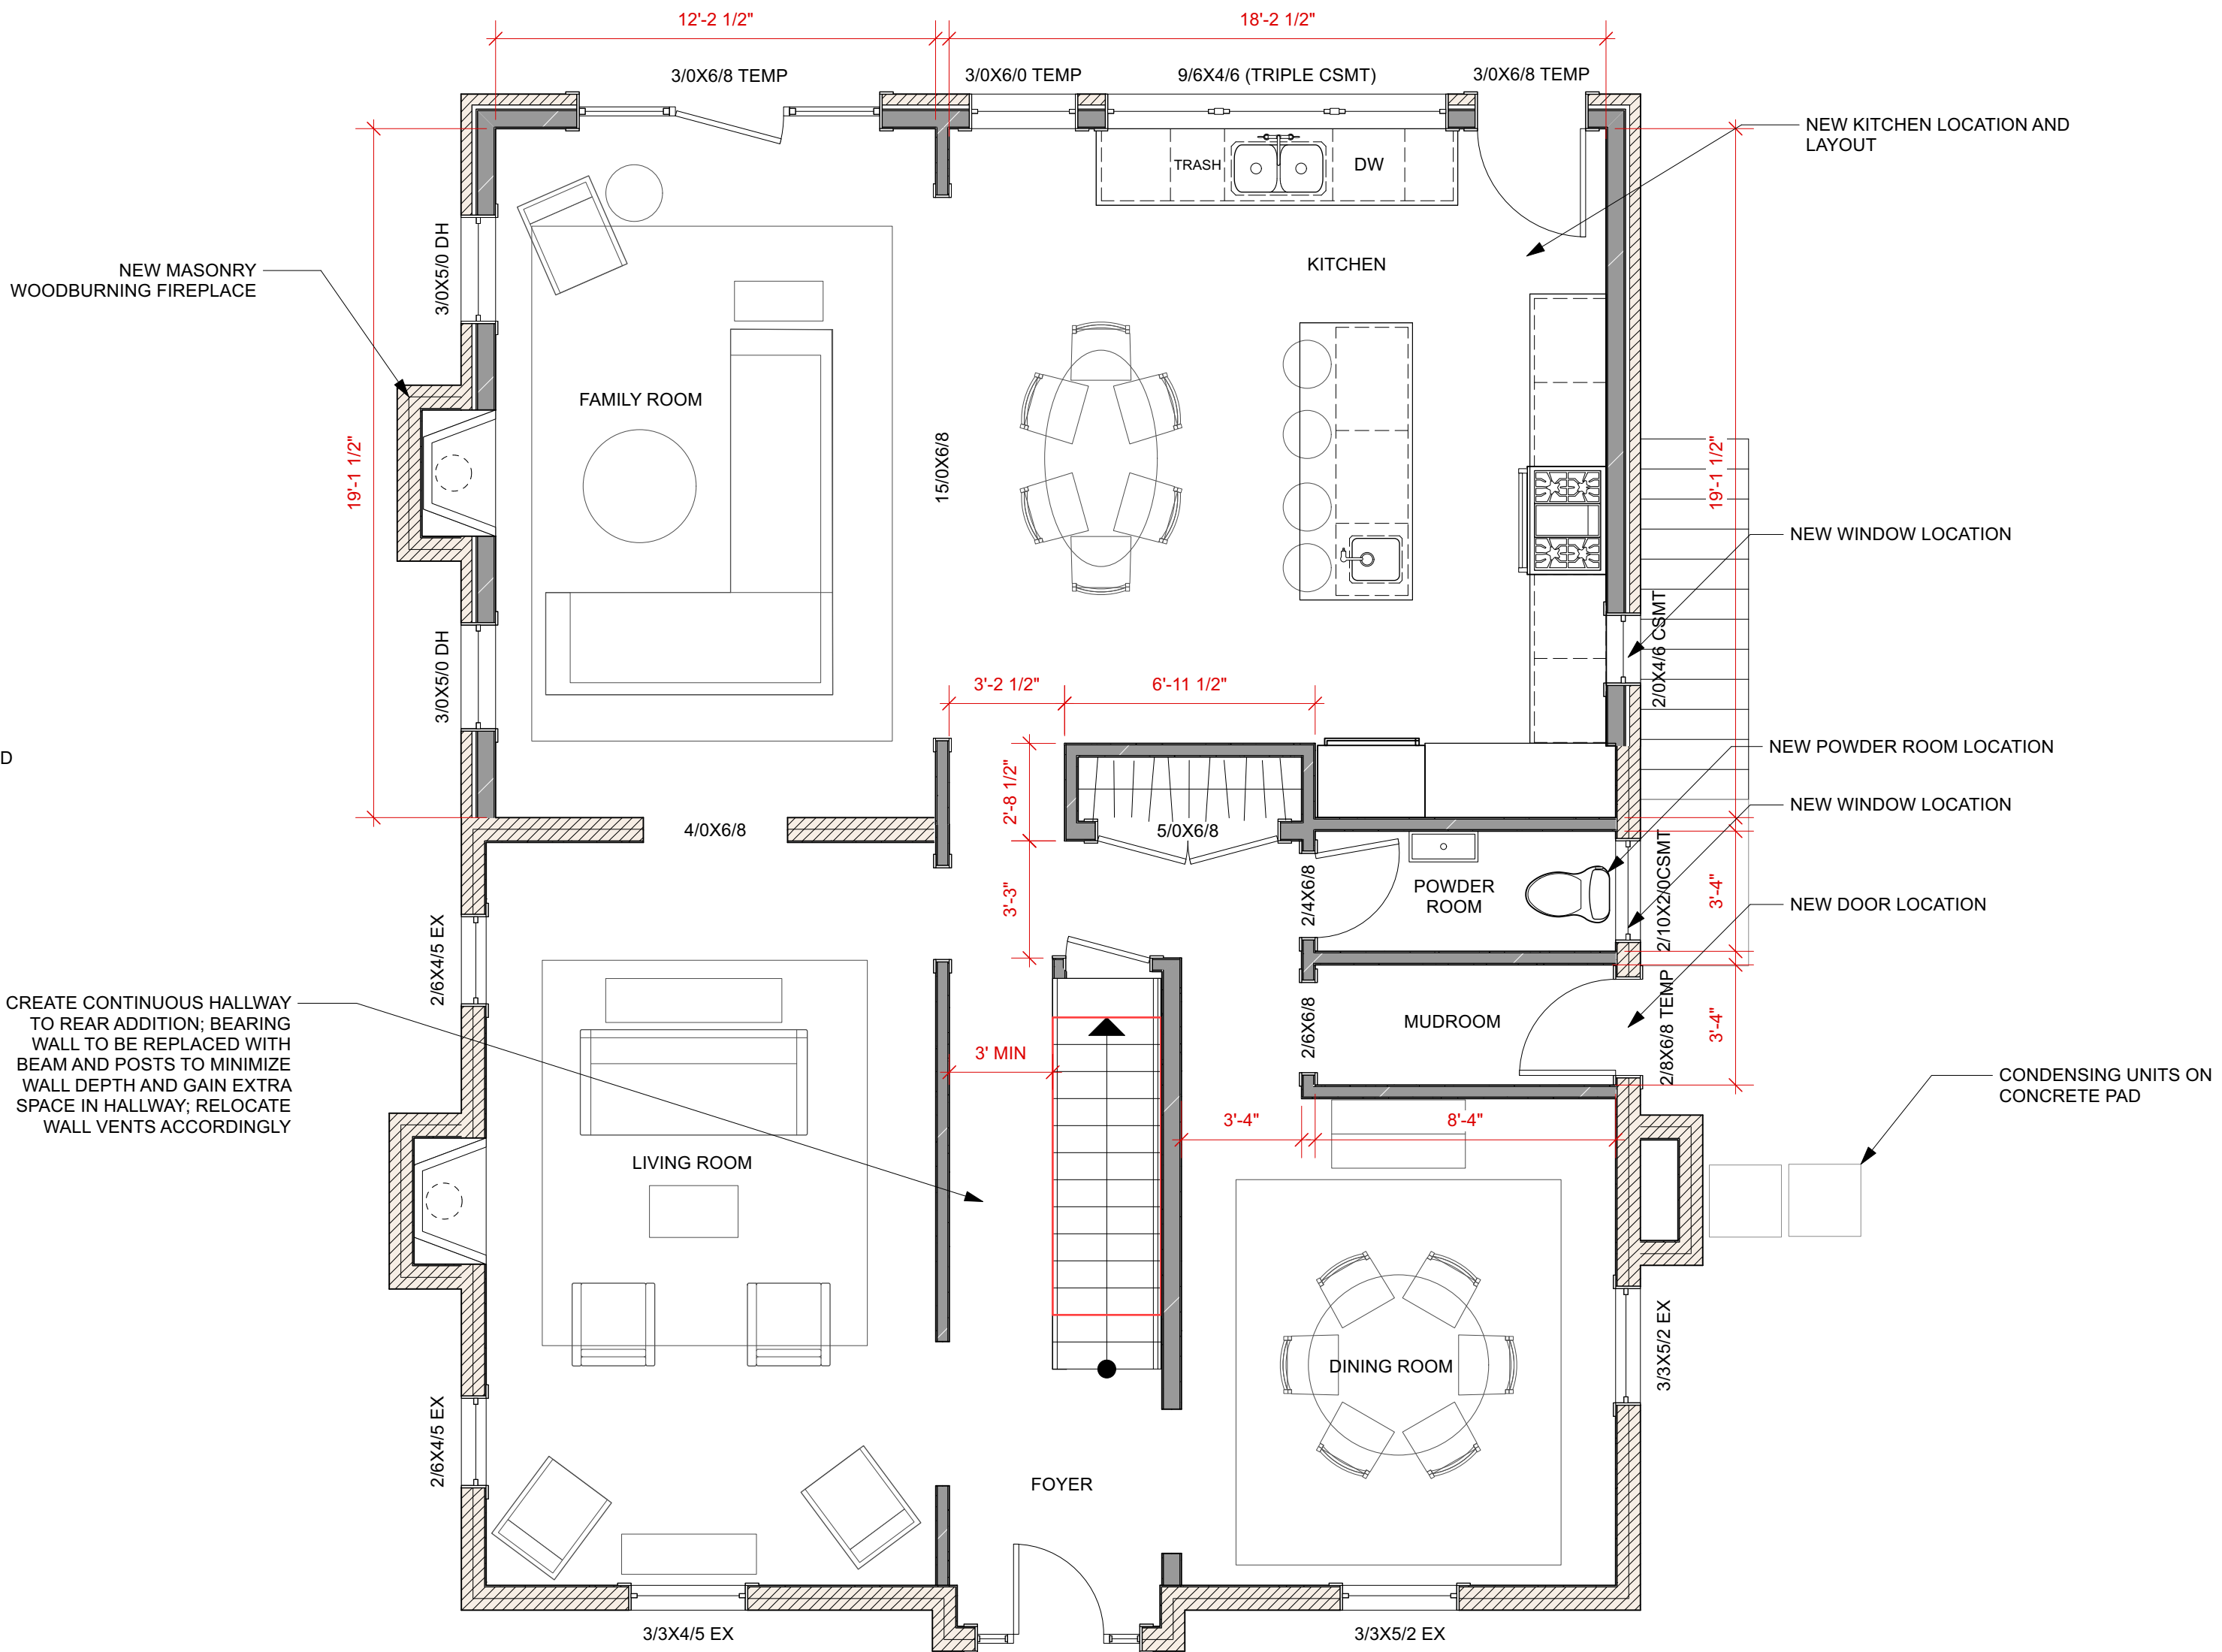 12'-2 1/2"
18'-2 1/2"
3/0X6/8 TEMP
3/0X6/0 TEMP
9/6X4/6 (TRIPLE CSMT)
3/0X6/8 TEMP
NEW KITCHEN LOCATION AND
LAYOUT
TRASH
DW
3/0X5/0 DH
KITCHEN
NEW MASONRY
WOODBURNING FIREPLACE
FAMILY ROOM
19'-1 1/2"
15/0X6/8
19'-1 1/2"
NEW WINDOW LOCATION
3/0X5/0 DH
2/0X4/6 CSMT
3'-2 1/2"
6'-11 1/2"
D
NEW POWDER ROOM LOCATION
2'-8 1/2"
NEW WINDOW LOCATION
4/0X6/8
5/0X6/8
2/10X2/0CSMT
3'-3"
2/4X6/8
POWDER
ROOM
3'-4"
NEW DOOR LOCATION
2/6X4/5 EX
CREATE CONTINUOUS HALLWAY
TO REAR ADDITION; BEARING
WALL TO BE REPLACED WITH
BEAM AND POSTS TO MINIMIZE
WALL DEPTH AND GAIN EXTRA
SPACE IN HALLWAY; RELOCATE
WALL VENTS ACCORDINGLY
2/6X6/8
MUDROOM
2/8X6/8 TEMP
3'-4"
3' MIN
CONDENSING UNITS ON
CONCRETE PAD
3'-4"
8'-4"
LIVING ROOM
3/3X5/2 EX
DINING ROOM
2/6X4/5 EX
FOYER
3/3X4/5 EX
3/3X5/2 EX